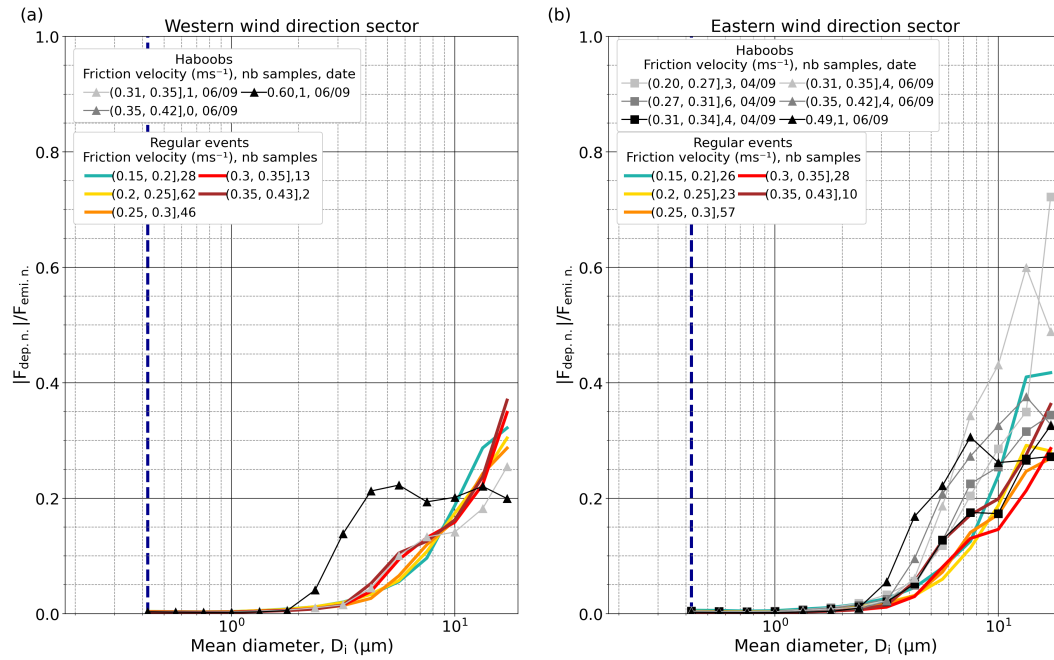 (a)
Western wind direction sector
Haboobs
Friction velocity (ms⁻¹), nb samples, date
(0.31, 0.35],1, 06/09
0.60,1, 06/09
(0.35, 0.42],0, 06/09
Regular events
Friction velocity (ms⁻¹), nb samples
(0.15, 0.2],28
(0.3, 0.35],13
(0.2, 0.25],62
(0.35, 0.43],2
(0.25, 0.3],46
|F_dep. n.|/F_emi. n.
1.0
0.8
0.6
0.4
0.2
0.0
10⁰
10¹
Mean diameter, Dᵢ (μm)
(b)
Eastern wind direction sector
Haboobs
Friction velocity (ms⁻¹), nb samples, date
(0.20, 0.27],3, 04/09
(0.31, 0.35],4, 06/09
(0.27, 0.31],6, 04/09
(0.35, 0.42],4, 06/09
(0.31, 0.34],4, 04/09
0.49,1, 06/09
Regular events
Friction velocity (ms⁻¹), nb samples
(0.15, 0.2],26
(0.3, 0.35],28
(0.2, 0.25],23
(0.35, 0.43],10
(0.25, 0.3],57
|F_dep. n.|/F_emi. n.
1.0
0.8
0.6
0.4
0.2
0.0
10⁰
10¹
Mean diameter, Dᵢ (μm)